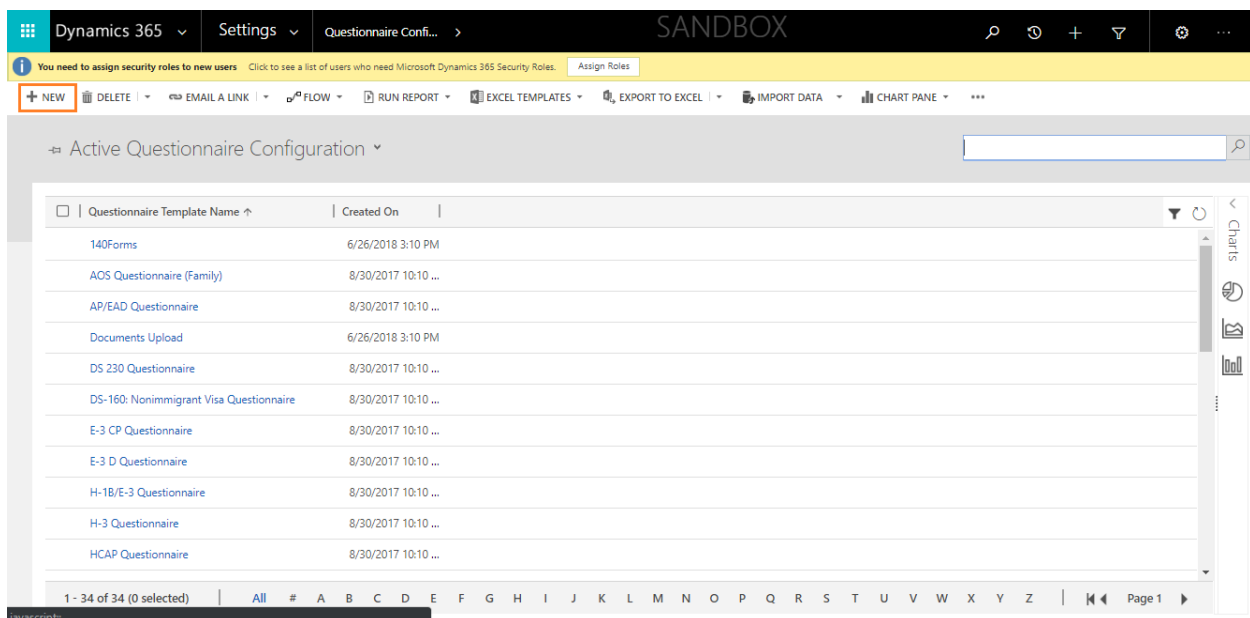 Dynamics 365 Settings Questionnaire Confi... SANDBOX
You need to assign security roles to new users Click to see a list of users who need Microsoft Dynamics 365 Security Roles. Assign Roles
NEW DELETE EMAIL A LINK FLOW RUN REPORT EXCEL TEMPLATES EXPORT TO EXCEL IMPORT DATA CHART PANE
Active Questionnaire Configuration
Questionnaire Template Name Created On
140Forms 6/26/2018 3:10 PM
AOS Questionnaire (Family) 8/30/2017 10:10 ...
AP/EAD Questionnaire 8/30/2017 10:10 ...
Documents Upload 6/26/2018 3:10 PM
DS 230 Questionnaire 8/30/2017 10:10 ...
DS-160: Nonimmigrant Visa Questionnaire 8/30/2017 10:10 ...
E-3 CP Questionnaire 8/30/2017 10:10 ...
E-3 D Questionnaire 8/30/2017 10:10 ...
H-1B/E-3 Questionnaire 8/30/2017 10:10 ...
H-3 Questionnaire 8/30/2017 10:10 ...
HCAP Questionnaire 8/30/2017 10:10 ...
Charts
1 - 34 of 34 (0 selected) All # A B C D E F G H I J K L M N O P Q R S T U V W X Y Z Page 1